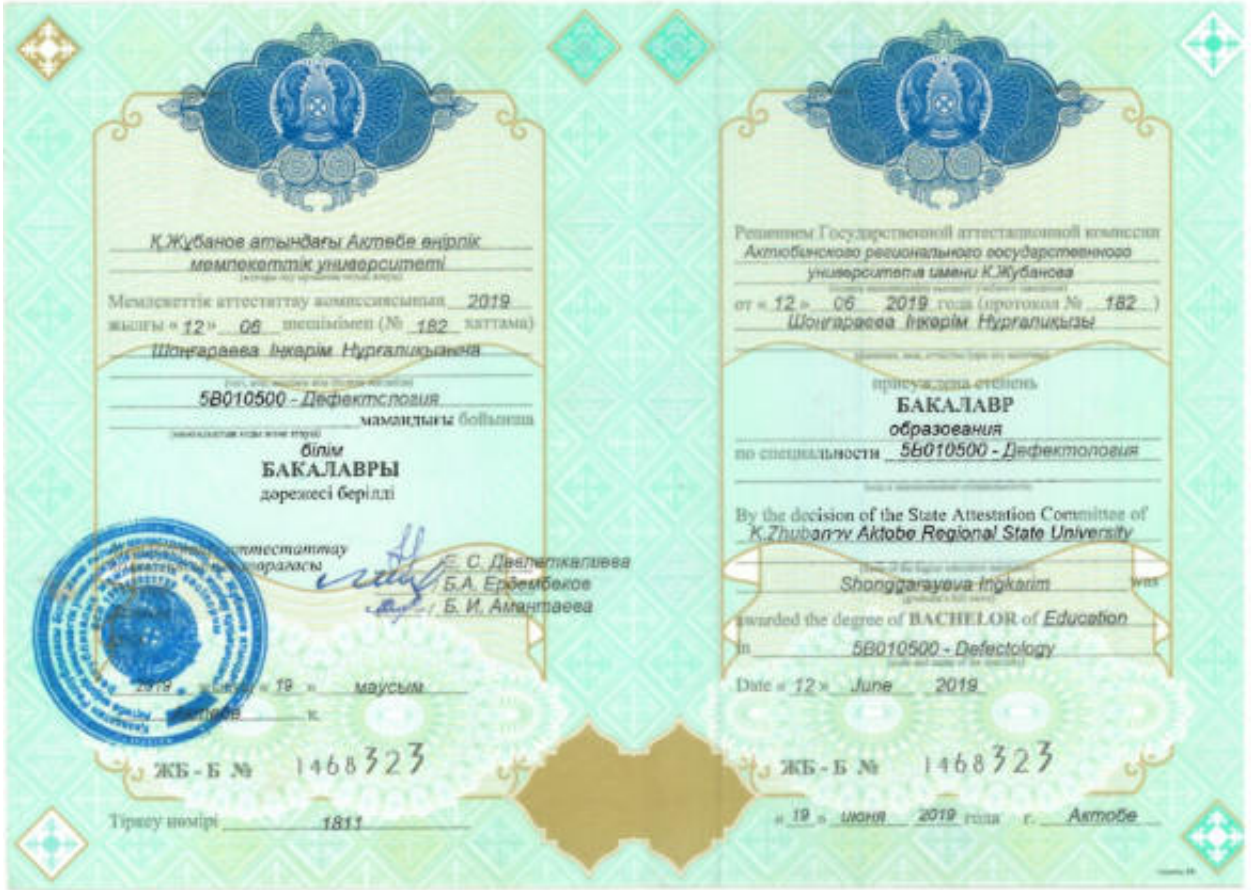 Қ.Жұбанов атындағы Ақтөбе өңірлік
мемлекеттік университеті
Мемлекеттік аттестаттау комиссиясының 2019
жылғы « 12 » 06 шешімімен (№ 182 хаттама)
Шоңғараева Іңкәрім Нұрғалиқызына
5В010500 - Дефектология
мамандығы бойынша
білім
БАКАЛАВРЫ
дәрежесі берілді
аттестаттау
төрағасы
Б.А. Ердембеков
Б. И. Амантаева
2019 « 19 » маусым
Ақтөбе қ.
ЖБ - Б № 1468323
Тіркеу нөмірі 1811
Решением Государственной аттестационной комиссии
Актюбинского регионального государственного
университета имени К.Жубанова
от « 12 » 06 2019 года (протокол № 182 )
Шоңғараева Іңкәрім Нұрғалиқызы
присуждена степень
БАКАЛАВР
образования
по специальности 5В010500 - Дефектология
By the decision of the State Attestation Committee of
K.Zhubanov Aktobe Regional State University
Shonggarayeva Ingkarim was
awarded the degree of BACHELOR of Education
in 5B010500 - Defectology
Date « 12 » June 2019
ЖБ - Б № 1468323
« 19 » июня 2019 года г. Актобе